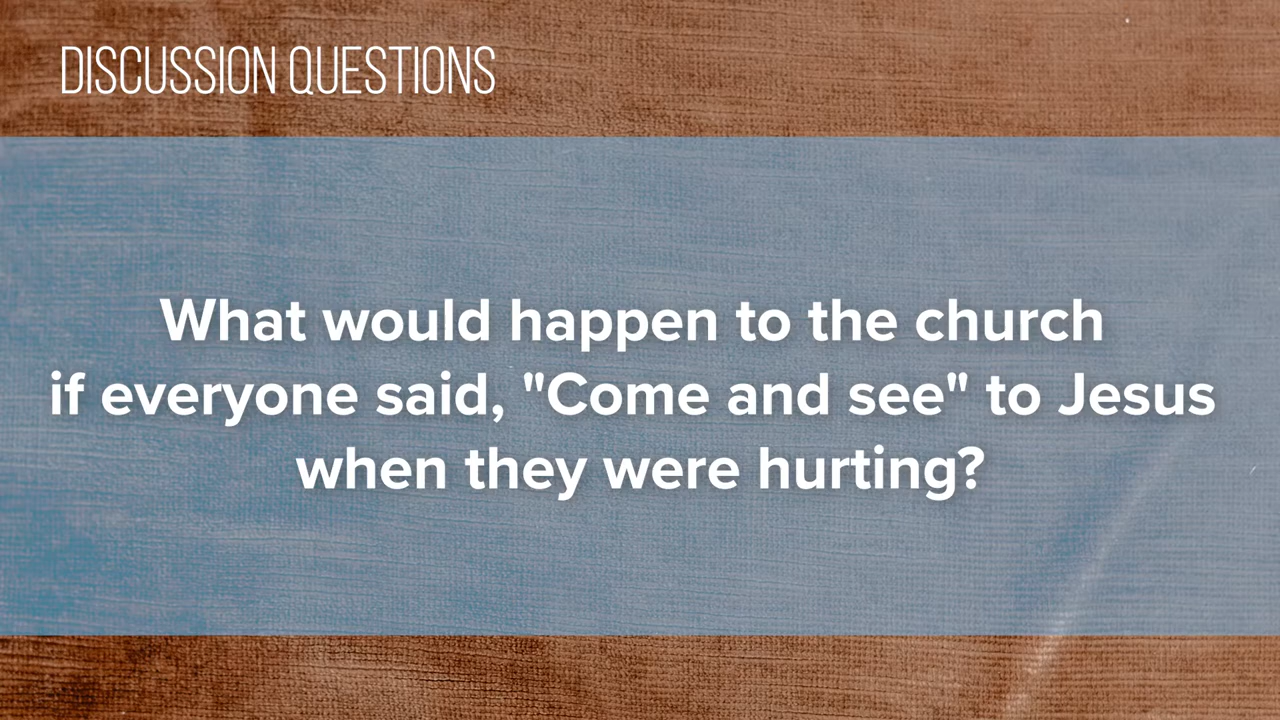 DISCUSSION QUESTIONS
What would happen to the church
if everyone said, "Come and see" to Jesus
when they were hurting?